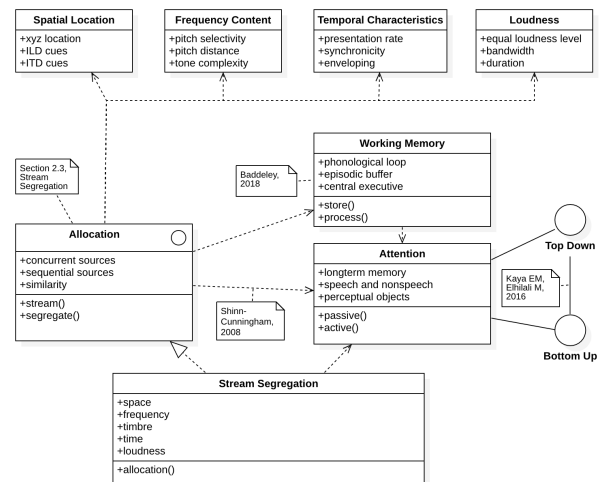 Spatial Location
+xyz location
+ILD cues
+ITD cues
Frequency Content
+pitch selectivity
+pitch distance
+tone complexity
Temporal Characteristics
+presentation rate
+synchronicity
+enveloping
Loudness
+equal loudness level
+bandwidth
+duration
Working Memory
+phonological loop
+episodic buffer
+central executive
+store()
+process()
Baddeley,
2018
Section 2.3,
Stream
Segregation
Allocation
+concurrent sources
+sequential sources
+similarity
+stream()
+segregate()
Attention
+longterm memory
+speech and nonspeech
+perceptual objects
+passive()
+active()
Top Down
Kaya EM,
Elhilali M,
2016
Bottom Up
Shinn-
Cunningham,
2008
Stream Segregation
+space
+frequency
+timbre
+time
+loudness
+allocation()